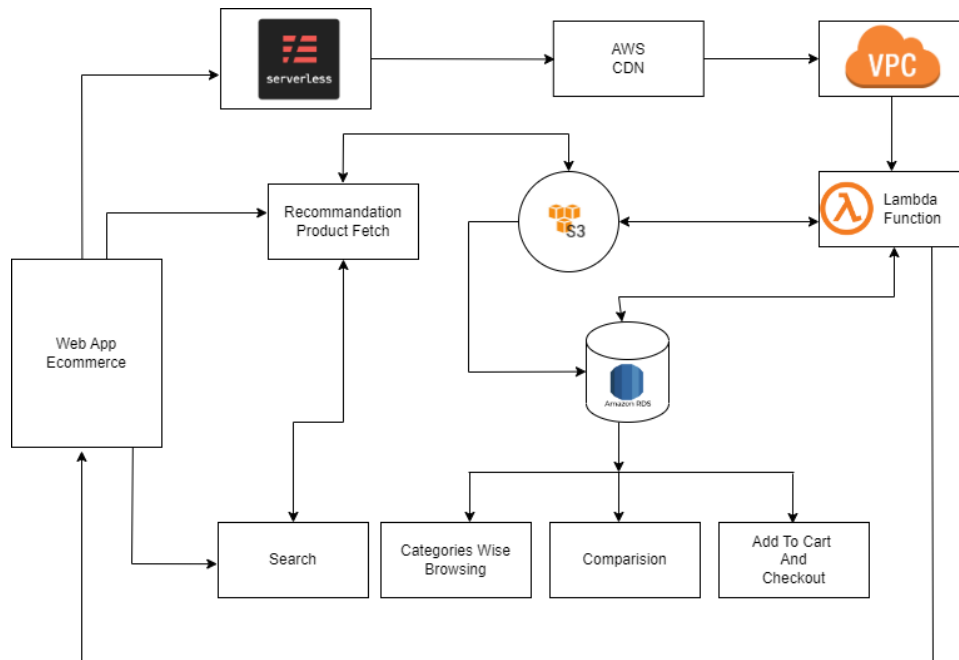 serverless
AWS
CDN
VPC
Recommandation
Product Fetch
S3
Lambda
Function
Web App
Ecommerce
Amazon RDS
Search
Categories Wise
Browsing
Comparision
Add To Cart
And
Checkout